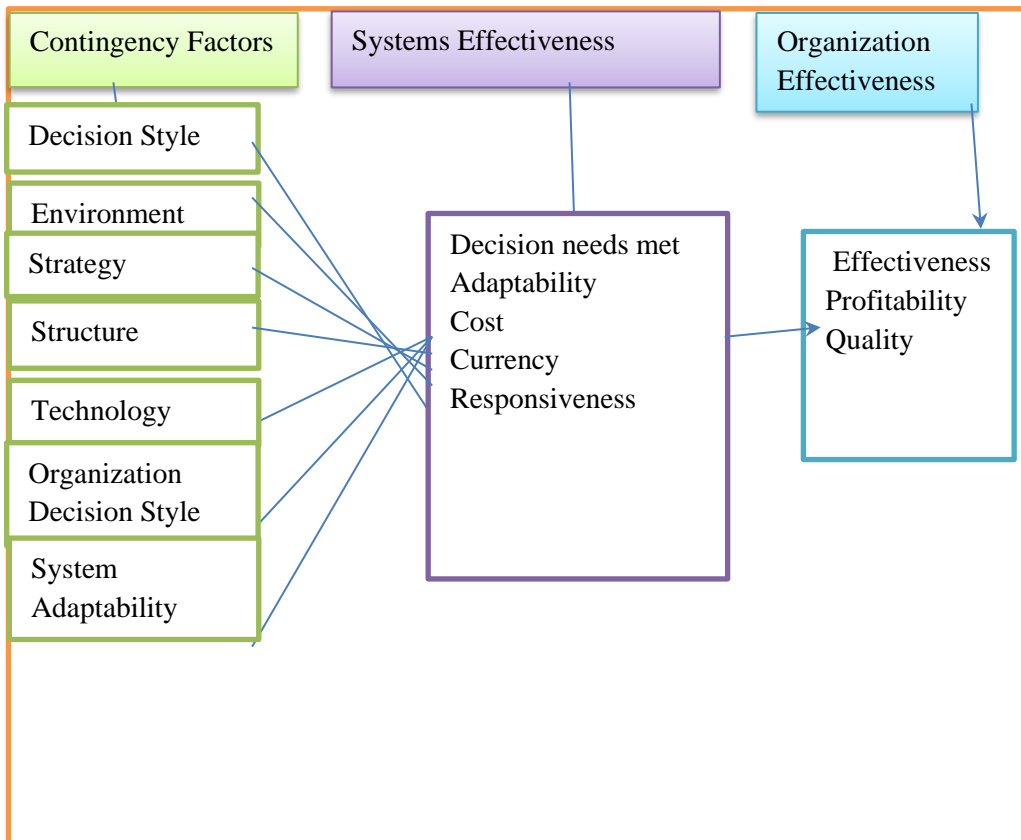 Contingency Factors
Systems Effectiveness
Organization
Effectiveness
Decision Style
Environment
Strategy
Structure
Technology
Organization
Decision Style
System
Adaptability
Decision needs met
Adaptability
Cost
Currency
Responsiveness
Effectiveness
Profitability
Quality